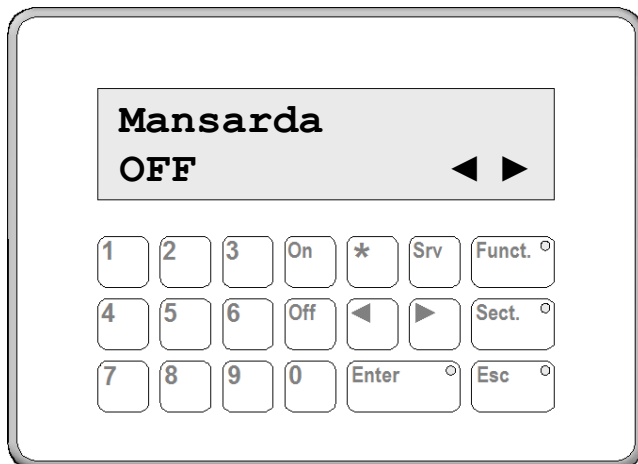 Mansarda
OFF ◄ ►
1 2 3 On * Srv Funct.
4 5 6 Off ◄ ► Sect.
7 8 9 0 Enter Esc